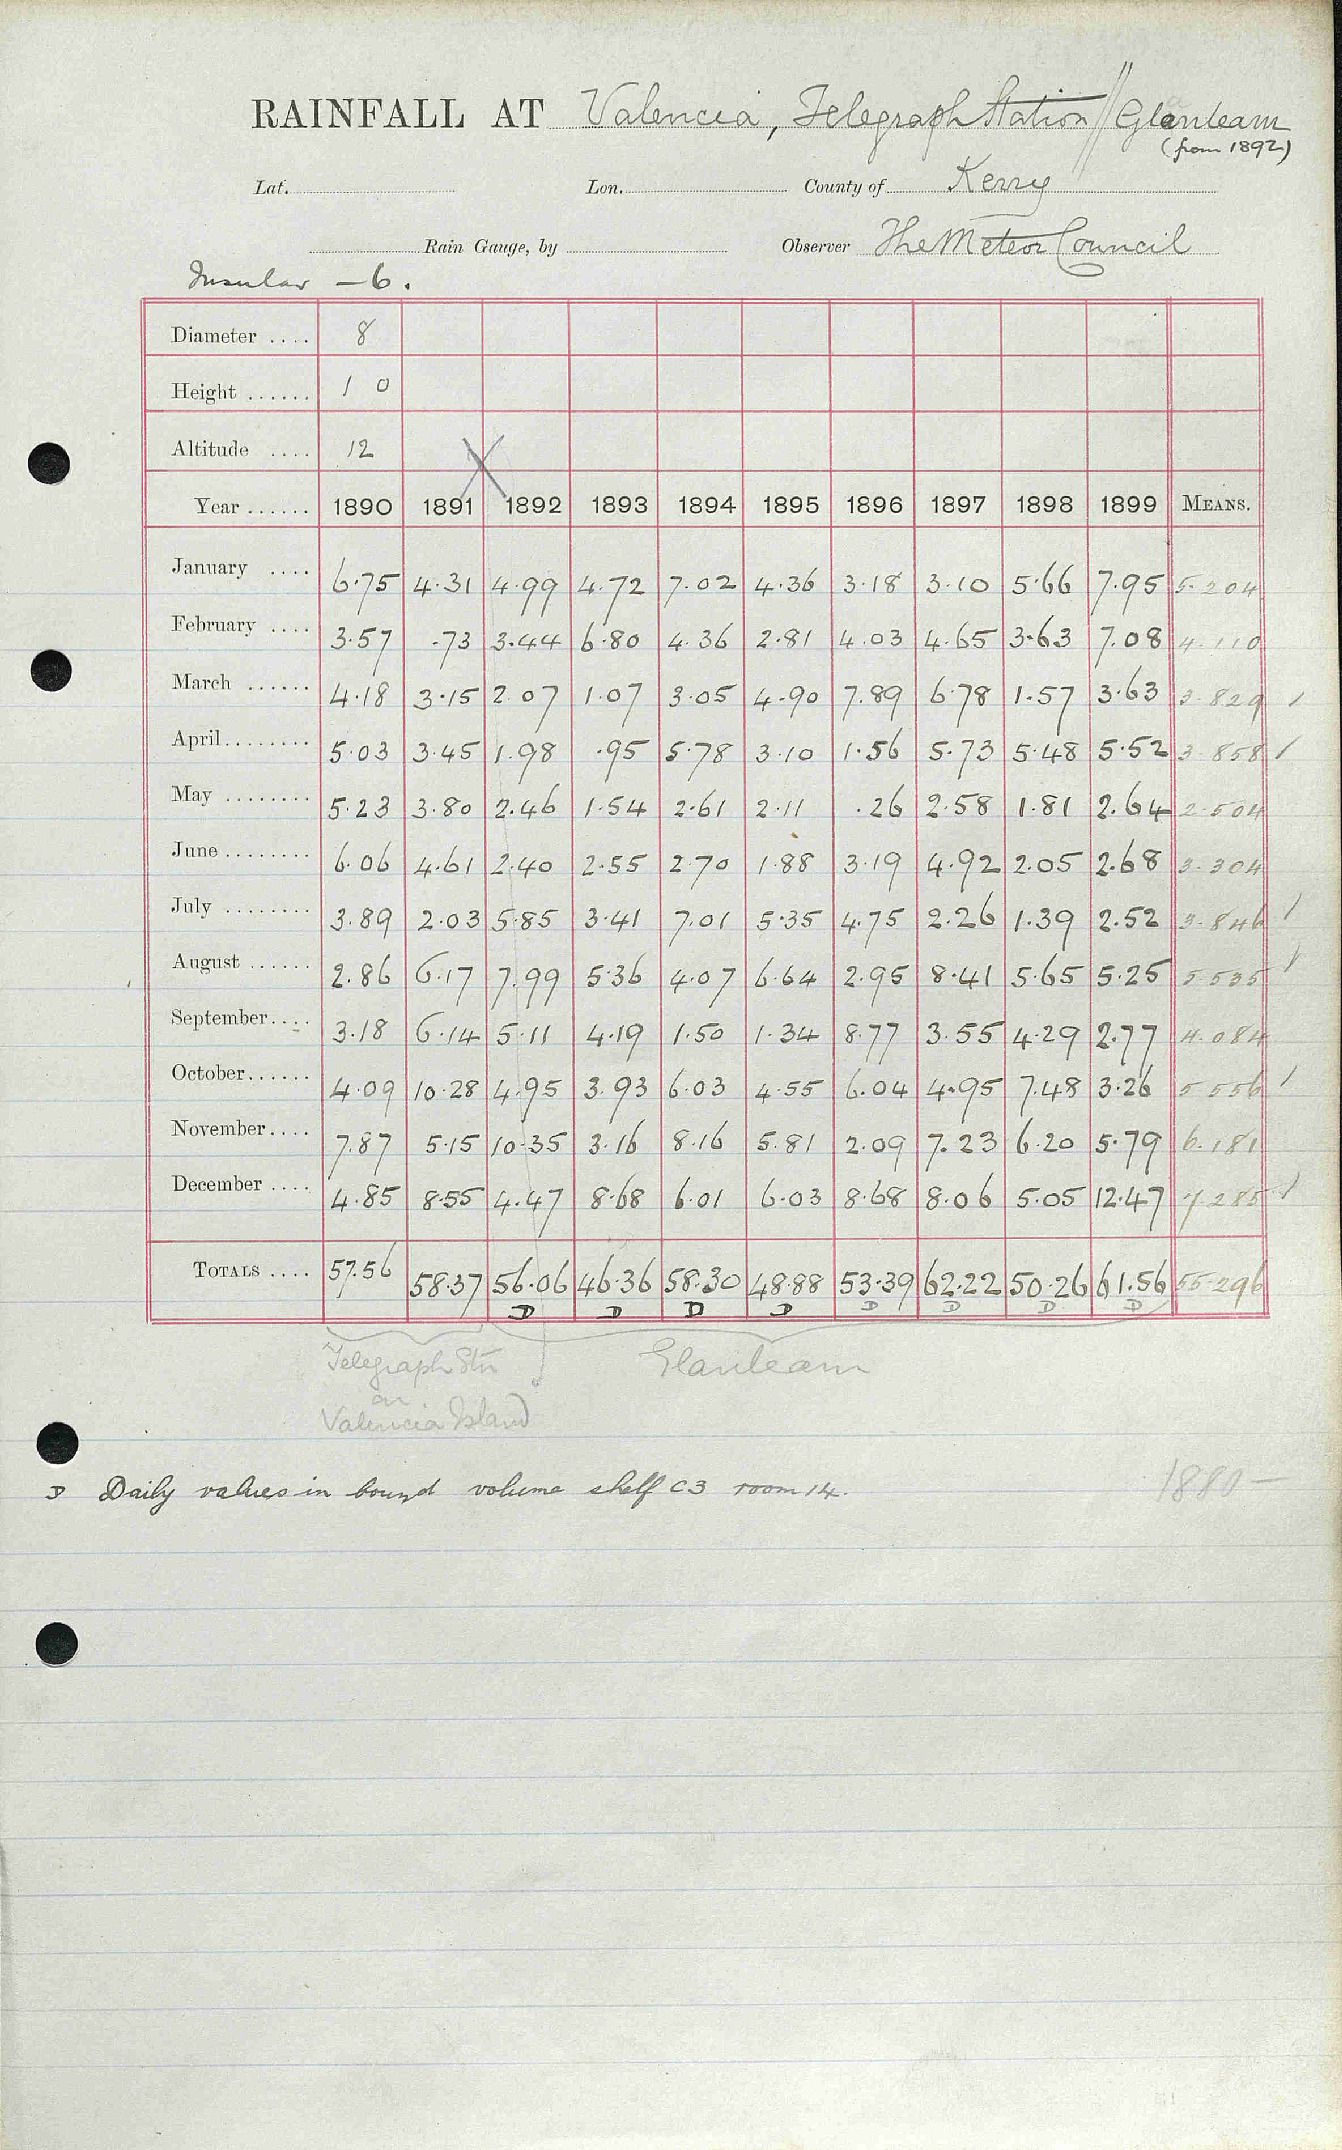 RAINFALL AT Valencia, Telegraph Station // Glanleam
(from 1892)
Lat. Lon. County of Kerry
Rain Gauge, by Observer The Meteor Council
Insular – 6.
Diameter .... 8
Height ...... 1 0
Altitude .... 12
Year ...... 1890 1891 1892 1893 1894 1895 1896 1897 1898 1899 MEANS.
January .... 6.75 4.31 4.99 4.72 7.02 4.36 3.18 3.10 5.66 7.95 5.204
February .... 3.57 .73 3.44 6.80 4.36 2.81 4.03 4.65 3.63 7.08 4.110
March ...... 4.18 3.15 2.07 1.07 3.05 4.90 7.89 6.78 1.57 3.63 3.829
April........ 5.03 3.45 1.98 .95 5.78 3.10 1.56 5.73 5.48 5.52 3.858
May ........ 5.23 3.80 2.46 1.54 2.61 2.11 .26 2.58 1.81 2.64 2.504
June ........ 6.06 4.61 2.40 2.55 2.70 1.88 3.19 4.92 2.05 2.68 3.304
July ........ 3.89 2.03 5.85 3.41 7.01 5.35 4.75 2.26 1.39 2.52 3.846
August ...... 2.86 6.17 7.99 5.36 4.07 6.64 2.95 8.41 5.65 5.25 5.535
September.... 3.18 6.14 5.11 4.19 1.50 1.34 8.77 3.55 4.29 2.77 4.084
October...... 4.09 10.28 4.95 3.93 6.03 4.55 6.04 4.95 7.48 3.26 5.556
November.... 7.87 5.15 10.35 3.16 8.16 5.81 2.09 7.23 6.20 5.79 6.181
December .... 4.85 8.55 4.47 8.68 6.01 6.03 8.68 8.06 5.05 12.47 7.285
TOTALS .... 57.56 58.37 56.06 46.36 58.30 48.88 53.39 62.22 50.26 61.56 55.296
D D D D D D D D
Telegraph Stn Glanleam
on
Valencia Island
D Daily values in bound volume shelf C3 room 14.
1880–